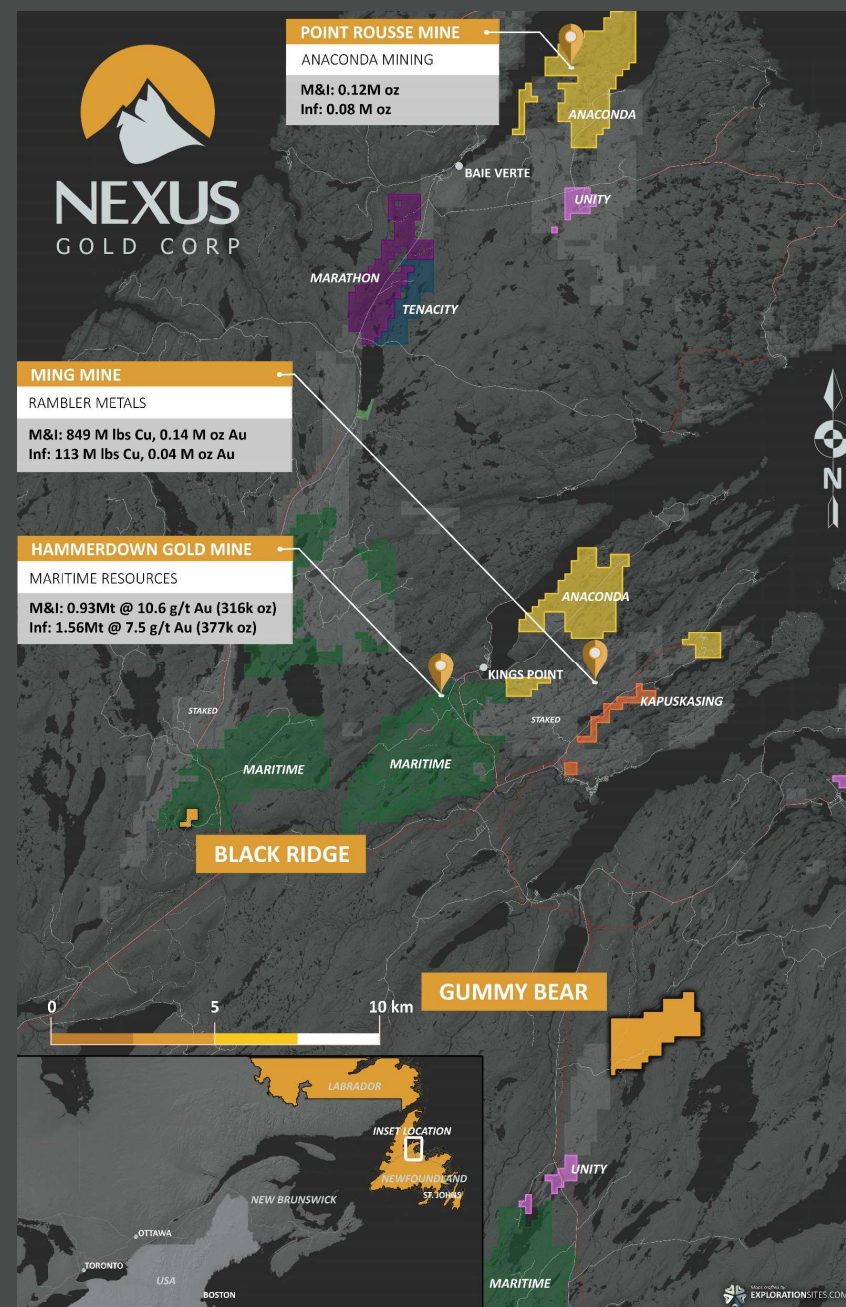 NEXUS
GOLD CORP
POINT ROUSSE MINE
ANACONDA MINING
M&I: 0.12M oz
Inf: 0.08 M oz
ANACONDA
BAIE VERTE
UNITY
MARATHON
TENACITY
MING MINE
RAMBLER METALS
M&I: 849 M lbs Cu, 0.14 M oz Au
Inf: 113 M lbs Cu, 0.04 M oz Au
N
HAMMERDOWN GOLD MINE
MARITIME RESOURCES
M&I: 0.93Mt @ 10.6 g/t Au (316k oz)
Inf: 1.56Mt @ 7.5 g/t Au (377k oz)
ANACONDA
KINGS POINT
KAPUSKASING
STAKED
STAKED
MARITIME
MARITIME
BLACK RIDGE
GUMMY BEAR
0 5 10 km
LABRADOR
INSET LOCATION
NEWFOUNDLAND
ST. JOHNS
NEW BRUNSWICK
OTTAWA
TORONTO
USA
BOSTON
UNITY
MARITIME
Maps crafted by
EXPLORATIONSITES.COM